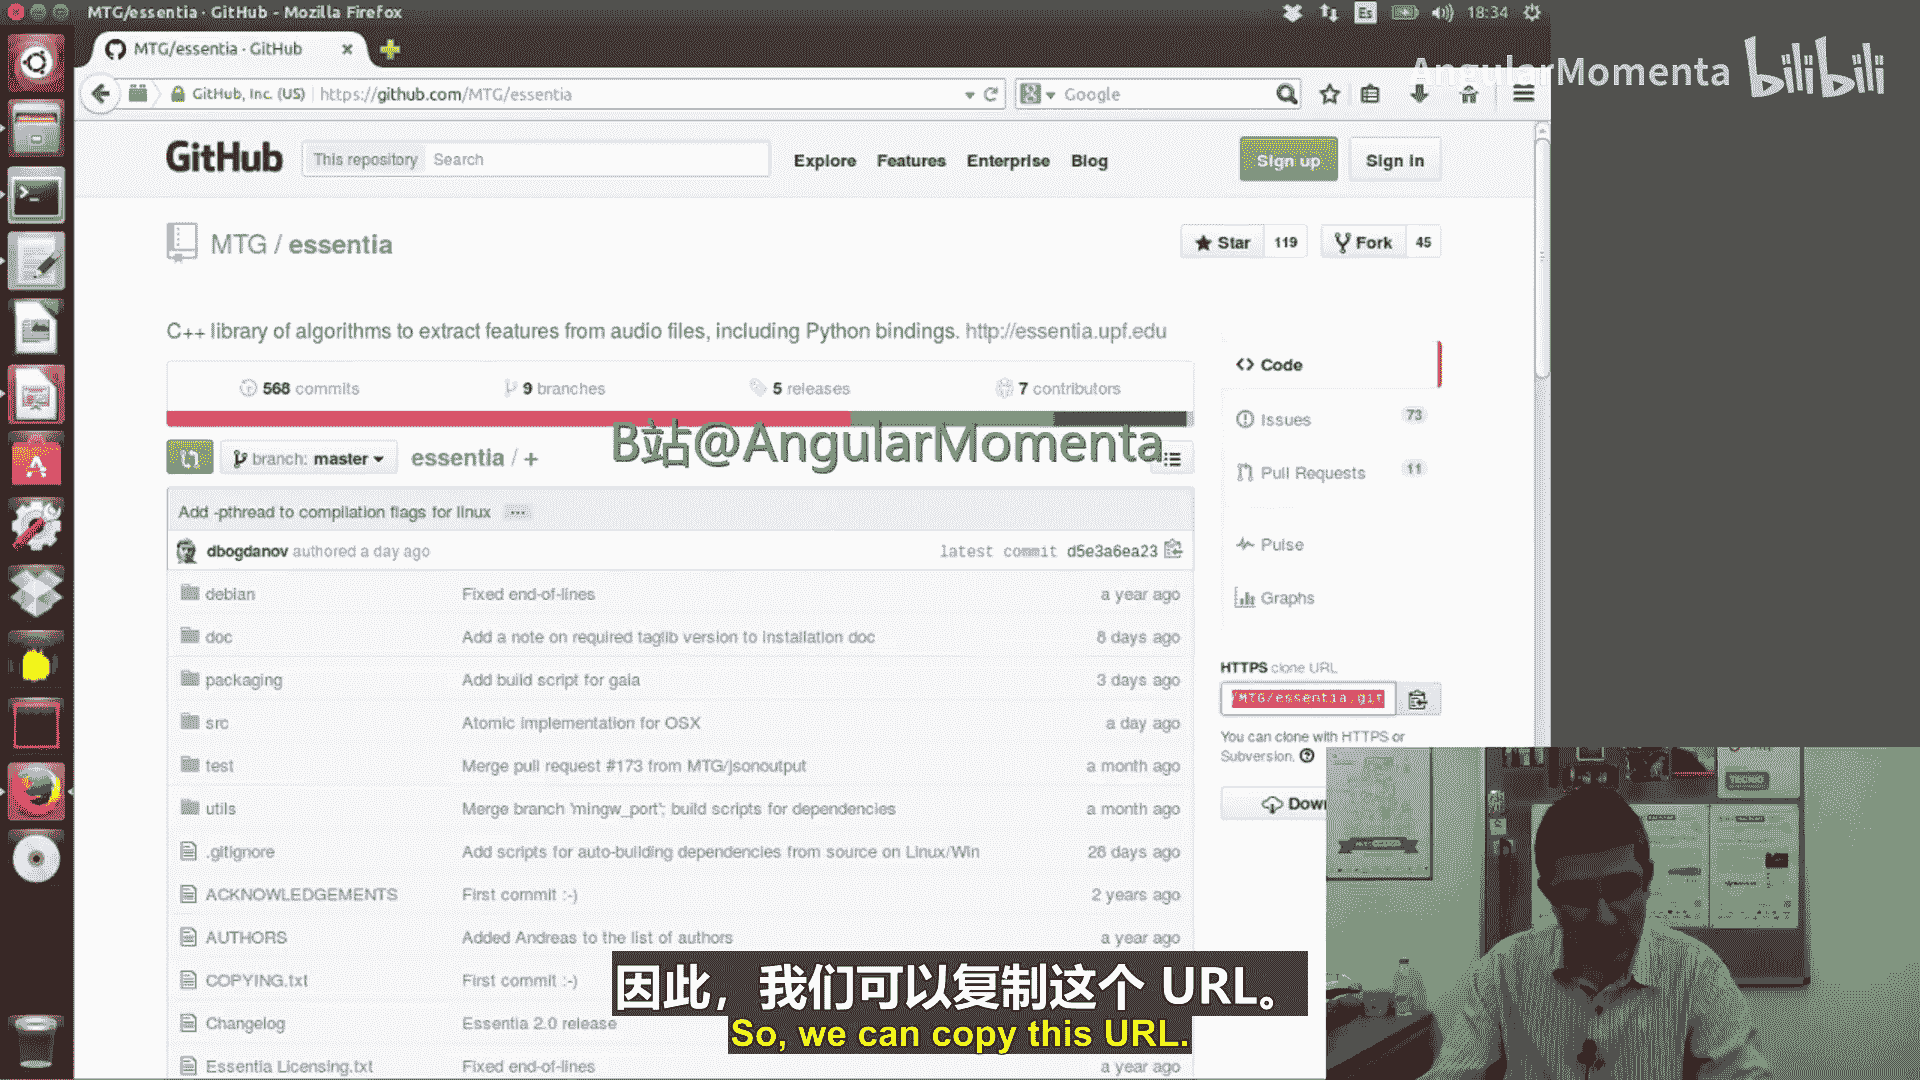 MTG/essentia · GitHub - Mozilla Firefox
Es
18:34
MTG/essentia · GitHub
AngularMomenta bilibili
GitHub, Inc. (US) https://github.com/MTG/essentia
Google
GitHub
This repository Search
Explore Features Enterprise Blog
Sign up Sign in
MTG / essentia
Star 119 Fork 45
C++ library of algorithms to extract features from audio files, including Python bindings. http://essentia.upf.edu
568 commits 9 branches 5 releases 7 contributors
B站@AngularMomenta
branch: master essentia / +
Add -pthread to compilation flags for linux ...
dbogdanov authored a day ago latest commit d5e3a6ea23
debian Fixed end-of-lines a year ago
doc Add a note on required taglib version to installation doc 8 days ago
packaging Add build script for gaia 3 days ago
src Atomic implementation for OSX a day ago
test Merge pull request #173 from MTG/jsonoutput a month ago
utils Merge branch 'mingw_port'; build scripts for dependencies a month ago
.gitignore Add scripts for auto-building dependencies from source on Linux/Win 28 days ago
ACKNOWLEDGEMENTS First commit :-) 2 years ago
AUTHORS Added Andreas to the list of authors a year ago
COPYING.txt First commit :-)
Changelog Essentia 2.0 release
Essentia Licensing.txt Fixed end-of-lines a year ago
Code
Issues 73
Pull Requests 11
Pulse
Graphs
HTTPS clone URL
/MTG/essentia.git
You can clone with HTTPS or
Subversion.
Down
TECNIO
因此，我们可以复制这个 URL。
So, we can copy this URL.